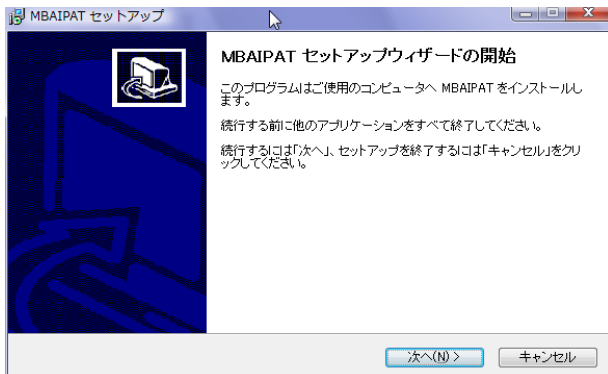 MBAIPAT セットアップ
MBAIPAT セットアップウィザードの開始
このプログラムはご使用のコンピュータへ MBAIPAT をインストールし
ます。
続行する前に他のアプリケーションをすべて終了してください。
続行するには「次へ」、セットアップを終了するには「キャンセル」をクリ
ックしてください。
次へ(N) >
キャンセル